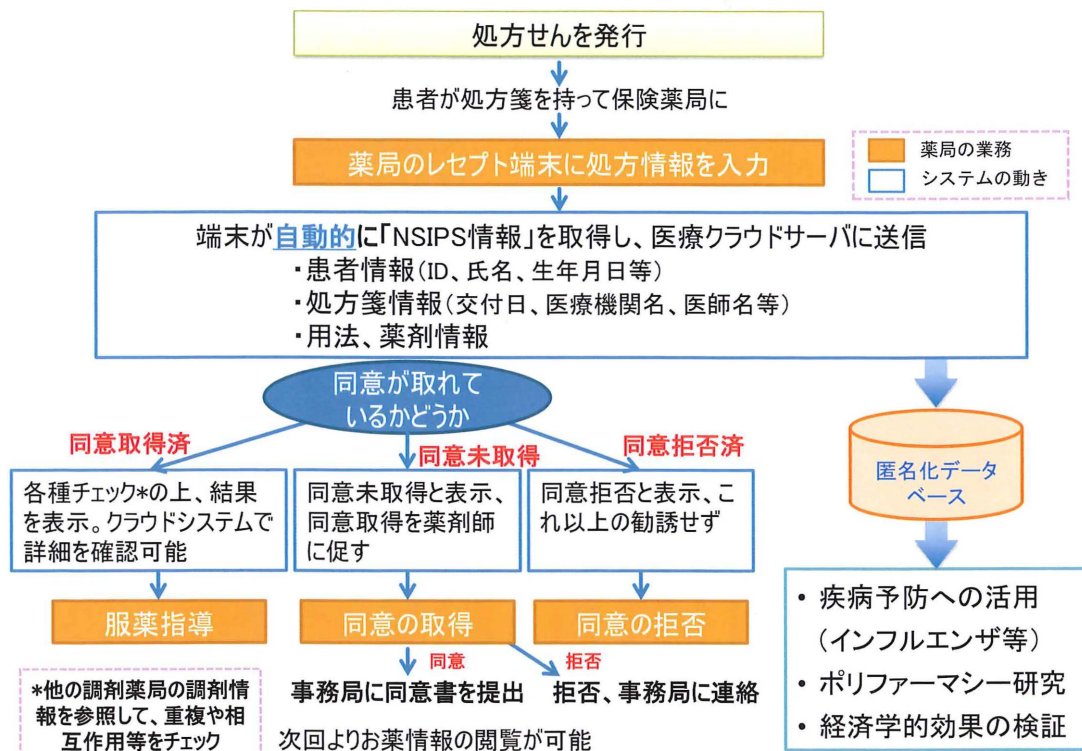 処方せんを発行
患者が処方箋を持って保険薬局に
薬局のレセプト端末に処方情報を入力
薬局の業務
システムの動き
端末が自動的に「NSIPS情報」を取得し、医療クラウドサーバに送信
・患者情報（ID、氏名、生年月日等）
・処方箋情報（交付日、医療機関名、医師名等）
・用法、薬剤情報
同意が取れて
いるかどうか
同意取得済
同意未取得
同意拒否済
各種チェック*の上、結果
を表示。クラウドシステムで
詳細を確認可能
同意未取得と表示、
同意取得を薬剤師
に促す
同意拒否と表示、こ
れ以上の勧誘せず
匿名化データ
ベース
服薬指導
同意の取得
同意の拒否
同意
拒否
事務局に同意書を提出
拒否、事務局に連絡
*他の調剤薬局の調剤情
報を参照して、重複や相
互作用等をチェック
次回よりお薬情報の閲覧が可能
• 疾病予防への活用
（インフルエンザ等）
• ポリファーマシー研究
• 経済学的効果の検証